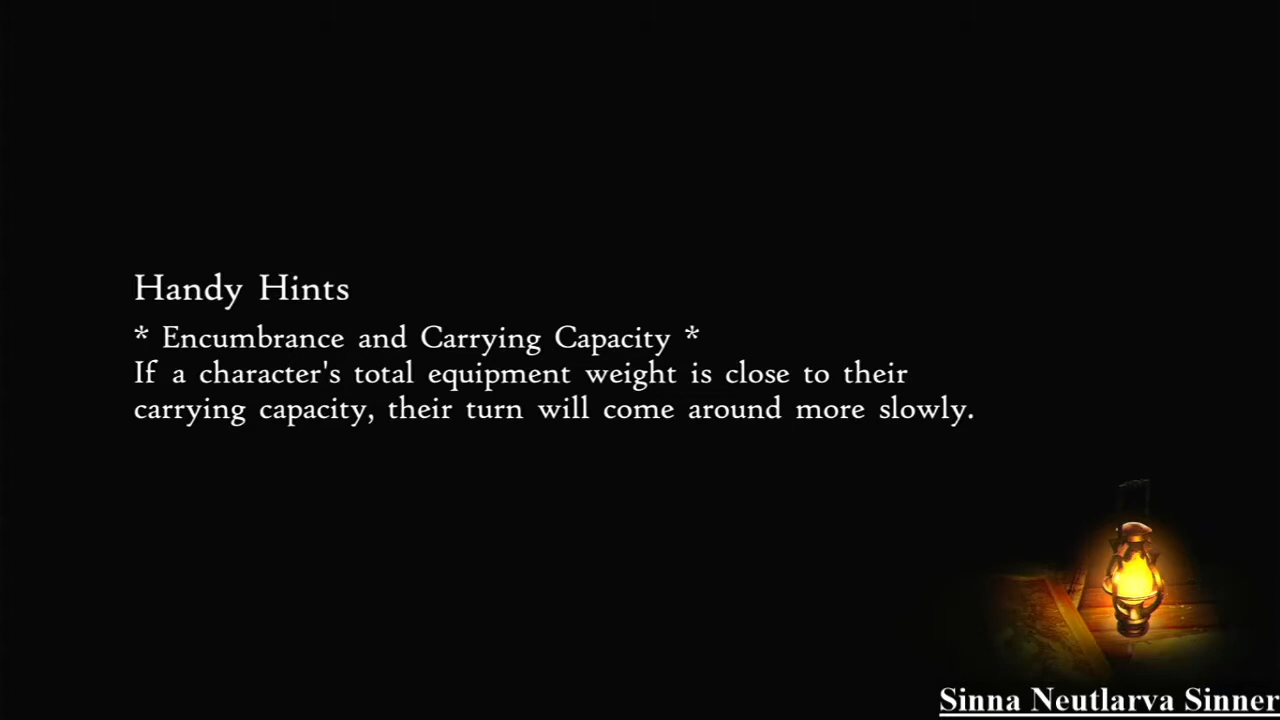 Handy Hints
* Encumbrance and Carrying Capacity *
If a character's total equipment weight is close to their
carrying capacity, their turn will come around more slowly.
Sinna Neutlarva Sinner